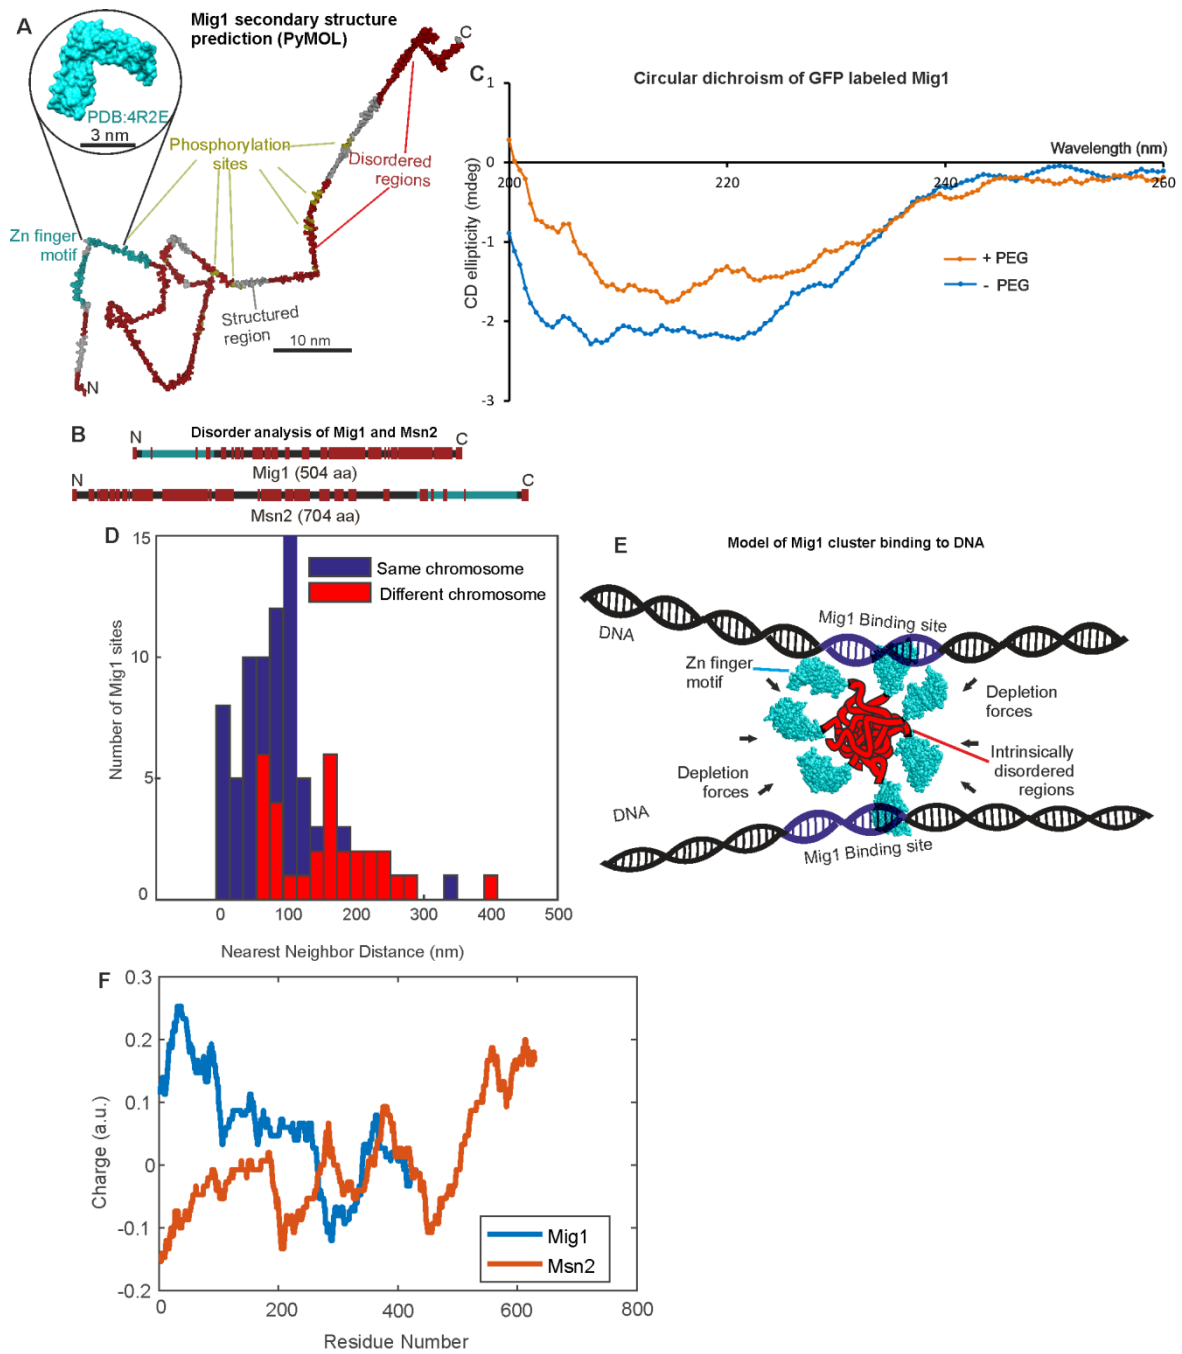 A
Mig1 secondary structure
prediction (PyMOL)
PDB:4R2E
3 nm
Phosphorylation
sites
Disordered
regions
C
Zn finger
motif
Structured
region
10 nm
N
C
Circular dichroism of GFP labeled Mig1
Wavelength (nm)
CD ellipticity (mdeg)
1
0
-1
-2
-3
200
220
240
260
+ PEG
- PEG
B
Disorder analysis of Mig1 and Msn2
N
C
Mig1 (504 aa)
N
C
Msn2 (704 aa)
D
Number of Mig1 sites
15
10
5
0
Same chromosome
Different chromosome
0
100
200
300
400
500
Nearest Neighbor Distance (nm)
E
Model of Mig1 cluster binding to DNA
DNA
Mig1 Binding site
Zn finger
motif
Depletion
forces
Intrinsically
disordered
regions
Depletion
forces
DNA
Mig1 Binding site
F
Charge (a.u.)
0.3
0.2
0.1
0
-0.1
-0.2
Mig1
Msn2
0
200
400
600
800
Residue Number